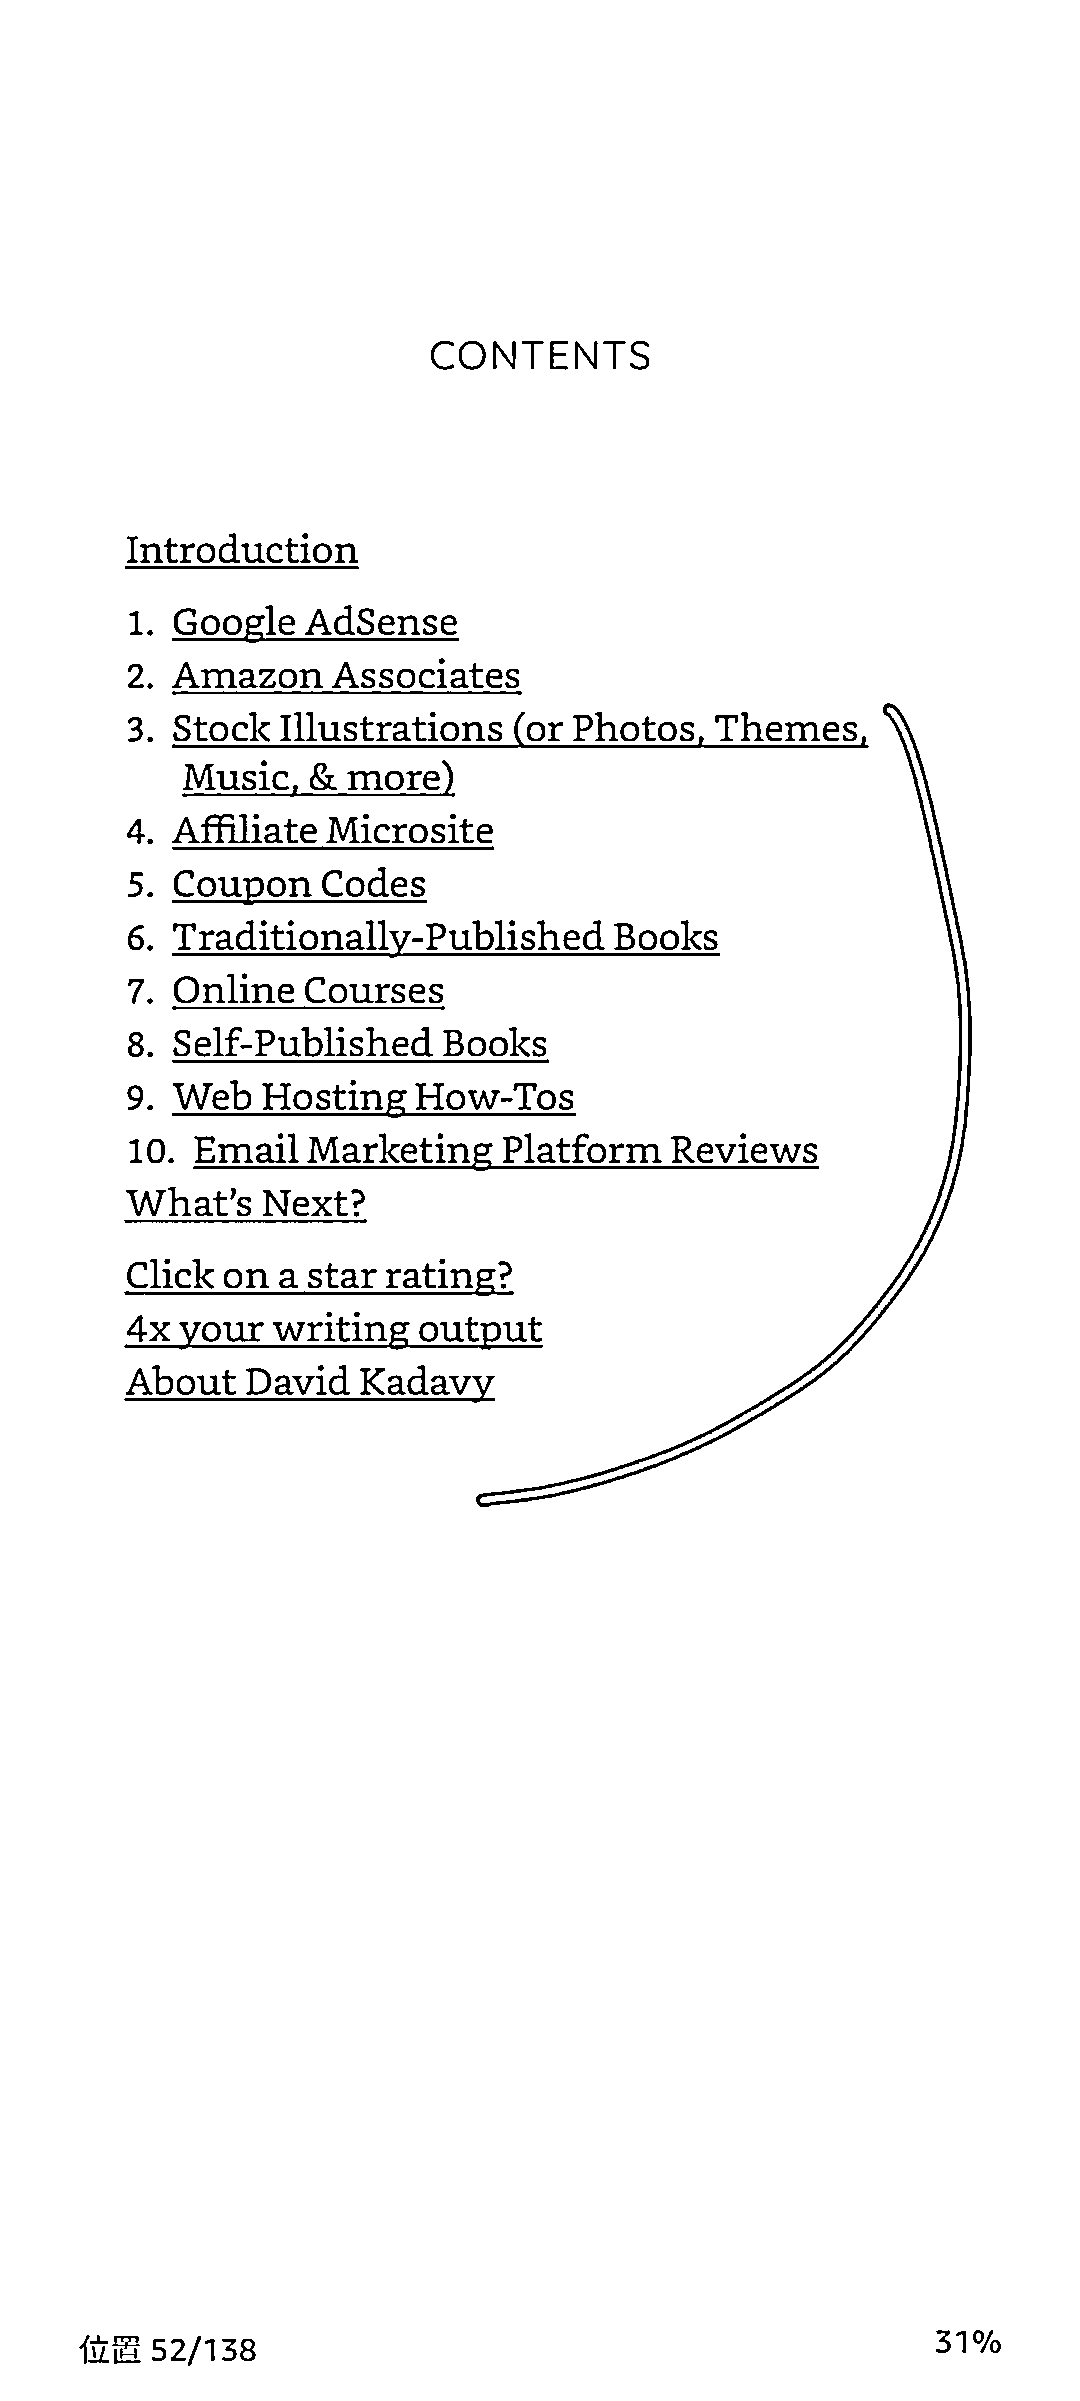 CONTENTS
Introduction
1. Google AdSense
2. Amazon Associates
3. Stock Illustrations (or Photos, Themes,
Music, & more)
4. Affiliate Microsite
5. Coupon Codes
6. Traditionally-Published Books
7. Online Courses
8. Self-Published Books
9. Web Hosting How-Tos
10. Email Marketing Platform Reviews
What’s Next?
Click on a star rating?
4x your writing output
About David Kadavy
位置 52/138
31%